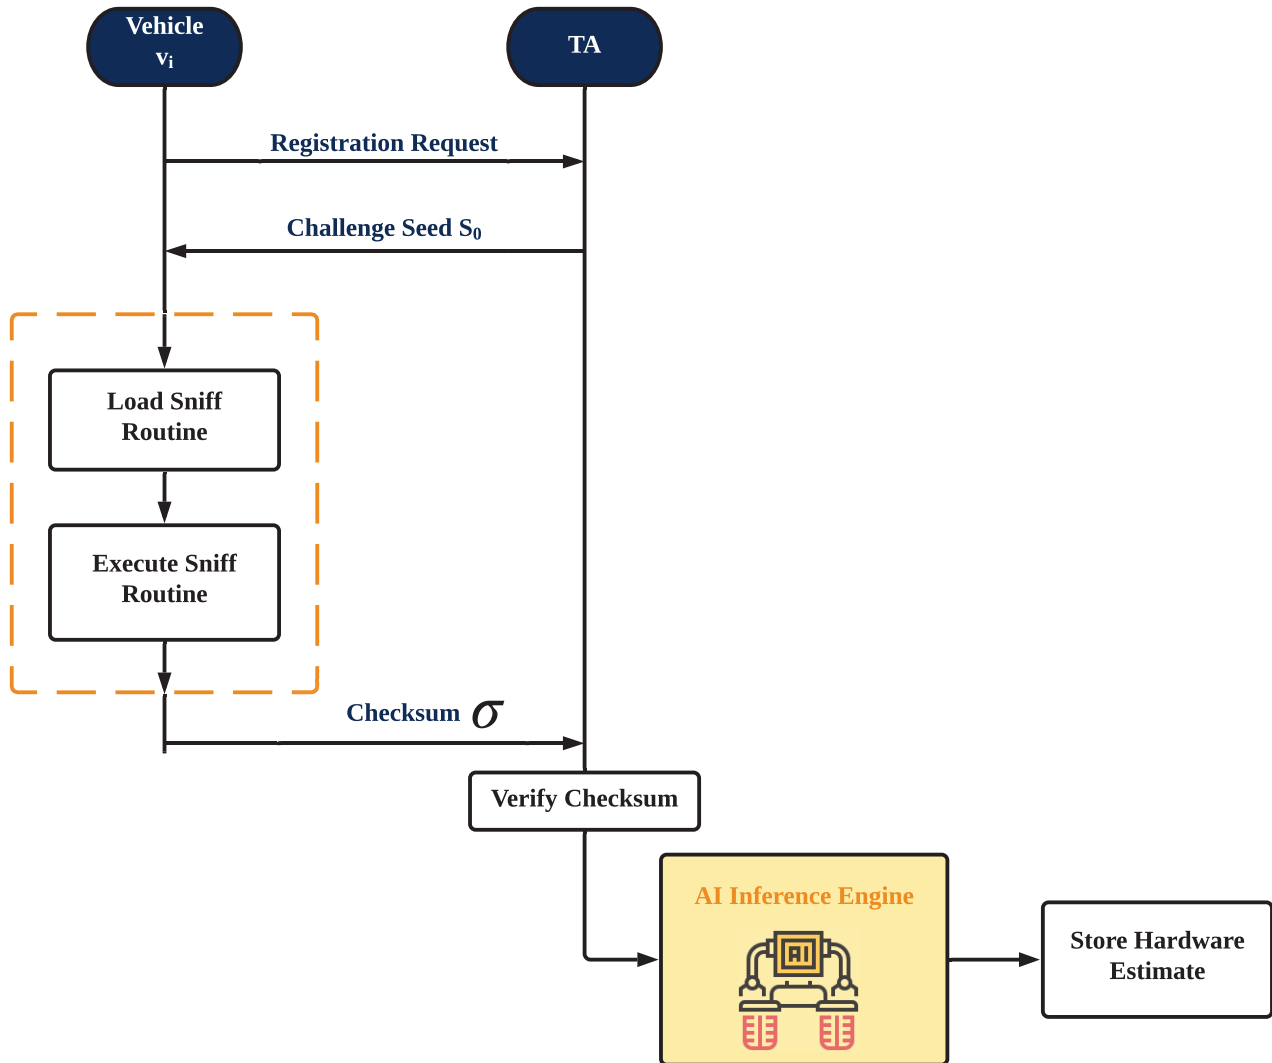 Vehicle
vᵢ
TA
Registration Request
Challenge Seed S₀
Load Sniff
Routine
Execute Sniff
Routine
Checksum σ
Verify Checksum
AI Inference Engine
AI
Store Hardware
Estimate